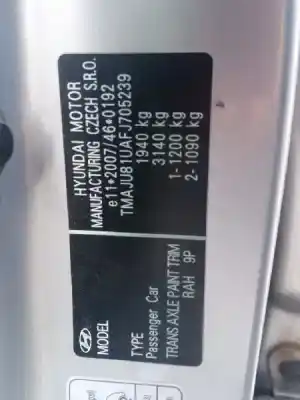 HYUNDAI MOTOR
MANUFACTURING CZECH S.R.O.
e11*2007/46*0192
TMAJU81UAFJ705239
1940 kg
3140 kg
1- 1200 kg
2- 1090 kg
MODEL
TYPE
Passenger Car
TRANS AXLE PAINT TRIM
RAH 9P